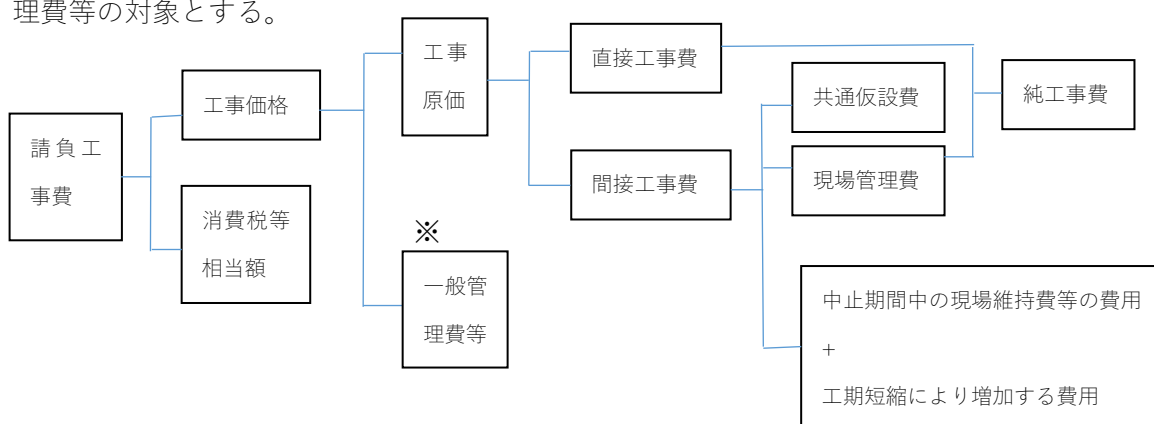 理費等の対象とする。
請負工
事費
工事価格
消費税等
相当額
工事
原価
※
一般管
理費等
直接工事費
間接工事費
共通仮設費
現場管理費
純工事費
中止期間中の現場維持費等の費用
+
工期短縮により増加する費用